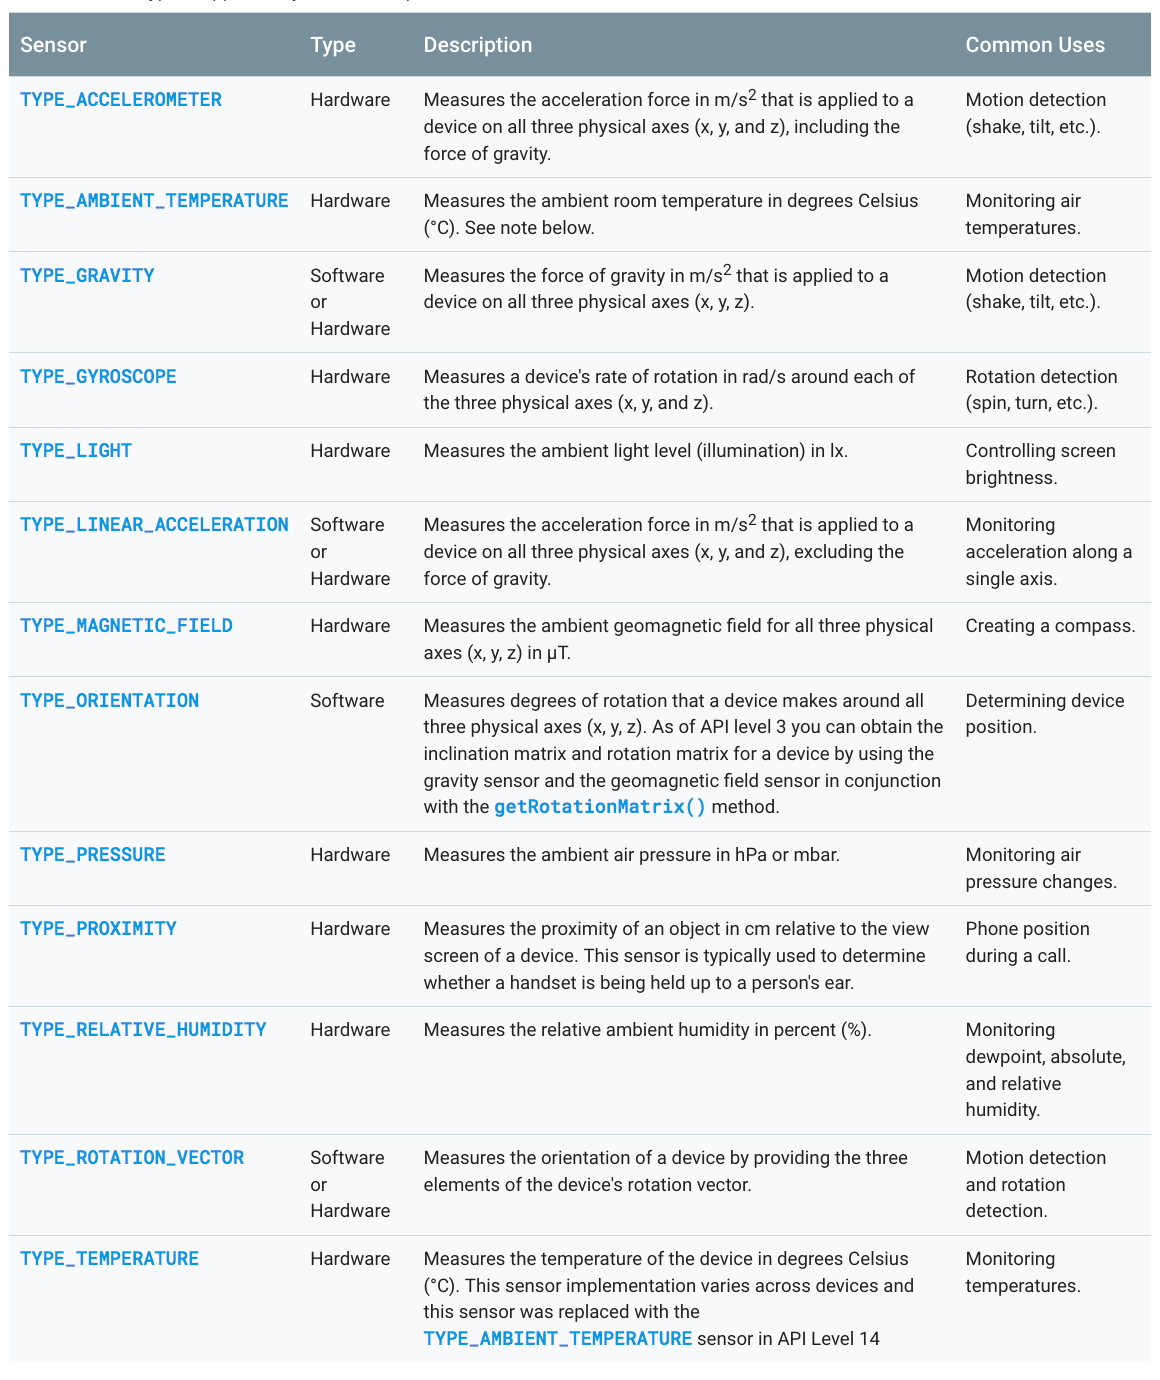 Sensor Type Description Common Uses
TYPE_ACCELEROMETER Hardware Measures the acceleration force in m/s2 that is applied to a Motion detection
device on all three physical axes (x, y, and z), including the (shake, tilt, etc.).
force of gravity.
TYPE_AMBIENT_TEMPERATURE Hardware Measures the ambient room temperature in degrees Celsius Monitoring air
(°C). See note below. temperatures.
TYPE_GRAVITY Software Measures the force of gravity in m/s2 that is applied to a Motion detection
or device on all three physical axes (x, y, z). (shake, tilt, etc.).
Hardware
TYPE_GYROSCOPE Hardware Measures a device's rate of rotation in rad/s around each of Rotation detection
the three physical axes (x, y, and z). (spin, turn, etc.).
TYPE_LIGHT Hardware Measures the ambient light level (illumination) in lx. Controlling screen
brightness.
TYPE_LINEAR_ACCELERATION Software Measures the acceleration force in m/s2 that is applied to a Monitoring
or device on all three physical axes (x, y, and z), excluding the acceleration along a
Hardware force of gravity. single axis.
TYPE_MAGNETIC_FIELD Hardware Measures the ambient geomagnetic field for all three physical Creating a compass.
axes (x, y, z) in μT.
TYPE_ORIENTATION Software Measures degrees of rotation that a device makes around all Determining device
three physical axes (x, y, z). As of API level 3 you can obtain the position.
inclination matrix and rotation matrix for a device by using the
gravity sensor and the geomagnetic field sensor in conjunction
with the getRotationMatrix() method.
TYPE_PRESSURE Hardware Measures the ambient air pressure in hPa or mbar. Monitoring air
pressure changes.
TYPE_PROXIMITY Hardware Measures the proximity of an object in cm relative to the view Phone position
screen of a device. This sensor is typically used to determine during a call.
whether a handset is being held up to a person's ear.
TYPE_RELATIVE_HUMIDITY Hardware Measures the relative ambient humidity in percent (%). Monitoring
dewpoint, absolute,
and relative
humidity.
TYPE_ROTATION_VECTOR Software Measures the orientation of a device by providing the three Motion detection
or elements of the device's rotation vector. and rotation
Hardware detection.
TYPE_TEMPERATURE Hardware Measures the temperature of the device in degrees Celsius Monitoring
(°C). This sensor implementation varies across devices and temperatures.
this sensor was replaced with the
TYPE_AMBIENT_TEMPERATURE sensor in API Level 14